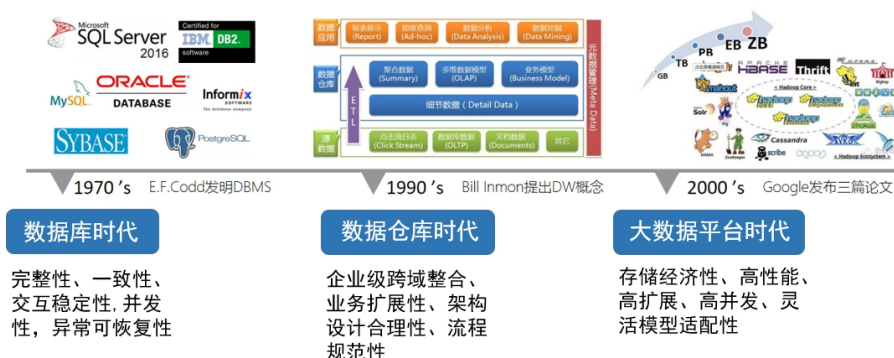 Microsoft
SQL Server
2016
Certified for
IBM DB2.
software
MySQL
ORACLE
DATABASE
Informix
SOFTWARE
The database company
SYBASE
PostgreSQL
数据应用
报表展示
(Report)
即席查询
(Ad-hoc)
数据分析
(Data Analysis)
数据挖掘
(Data Mining)
数据仓库
聚合数据
(Summary)
多维数据模型
(OLAP)
业务模型
(Business Model)
细节数据 ( Detail Data )
ETL
源数据
点击流日志
(Click Stream)
数据库数据
(OLTP)
文档数据
(Documents)
其它
元数据管理(Meta Data)
GB
TB
PB
EB
ZB
APACHE
HBASE
Thrift
mahout
< Hadoop Core >
hadoop
Solr
Pig
Cassandra
scribe
< Hadoop Ecosystem >
1970 's E.F.Codd发明DBMS
1990 's Bill Inmon提出DW概念
2000 's Google发布三篇论文
数据库时代
完整性、一致性、
交互稳定性,并发
性，异常可恢复性
数据仓库时代
企业级跨域整合、
业务扩展性、架构
设计合理性、流程
规范性
大数据平台时代
存储经济性、高性能、
高扩展、高并发、灵
活模型适配性